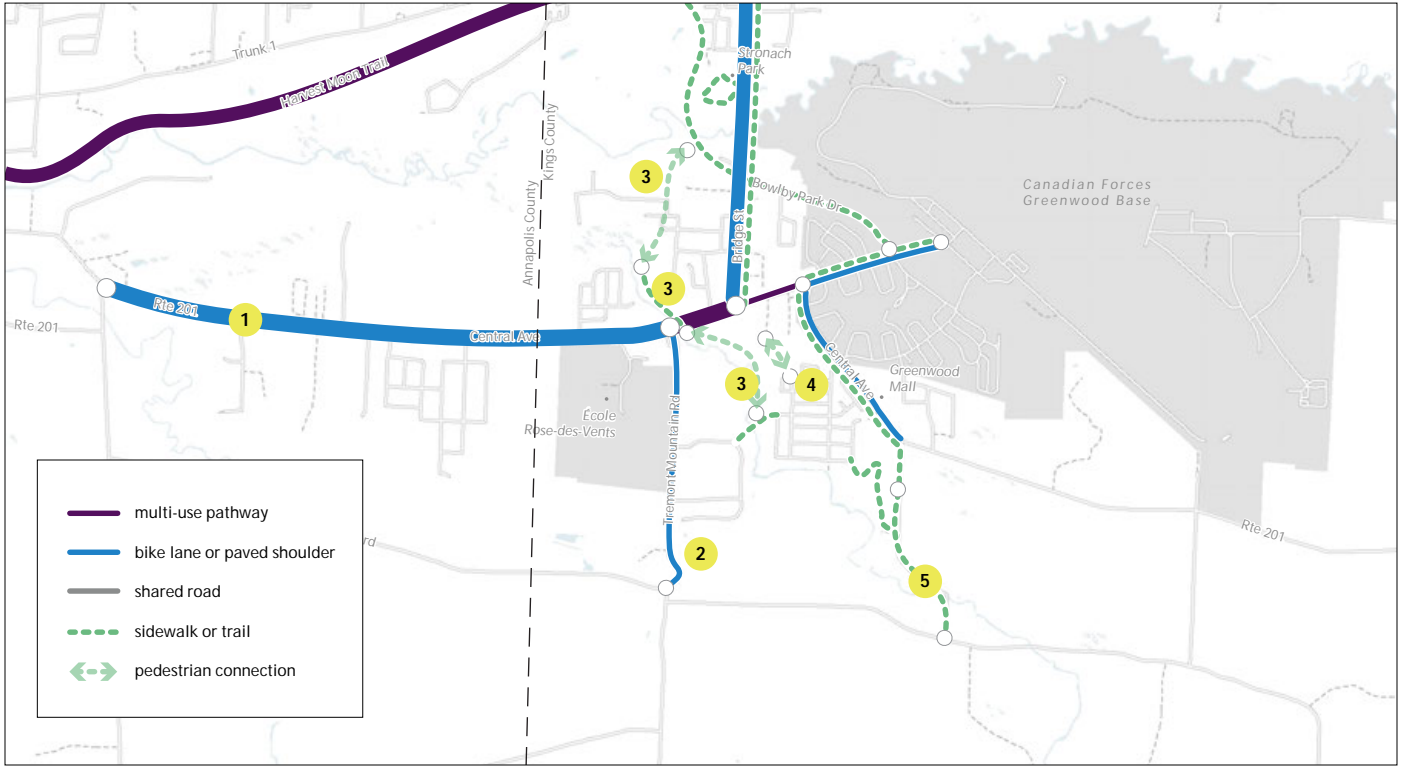 Trunk 1
Harvest Moon Trail
Stronach
Park
Kings County
Annapolis County
3
Bowlby Park Dr
Canadian Forces
Greenwood Base
Bridge St
3
Rte 201
1
Rte 201
Central Ave
Central Ave
Greenwood
Mall
3
4
École
Rose-des-Vents
Tremont Mountain Rd
multi-use pathway
bike lane or paved shoulder
shared road
sidewalk or trail
pedestrian connection
rd
2
5
Rte 201